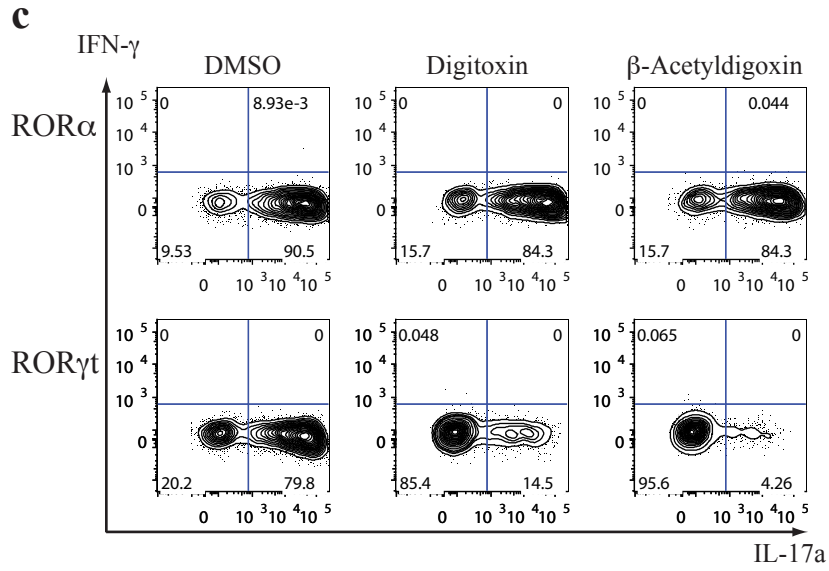 c
IFN-γ
DMSO Digitoxin β-Acetyldigoxin
RORα
10 5 0 8.93e-3 10 5 0 0 10 5 0 0.044
10 4 10 4 10 4
10 3 10 3 10 3
0 0 0
9.53 90.5 15.7 84.3 15.7 84.3
0 10 3 10 4 10 5 0 10 3 10 4 10 5 0 10 3 10 4 10 5
RORγt
10 5 0 0 10 5 0.048 0 10 5 0.065 0
10 4 10 4 10 4
10 3 10 3 10 3
0 0 0
20.2 79.8 85.4 14.5 95.6 4.26
0 10 3 10 4 10 5 0 10 3 10 4 10 5 0 10 3 10 4 10 5
IL-17a